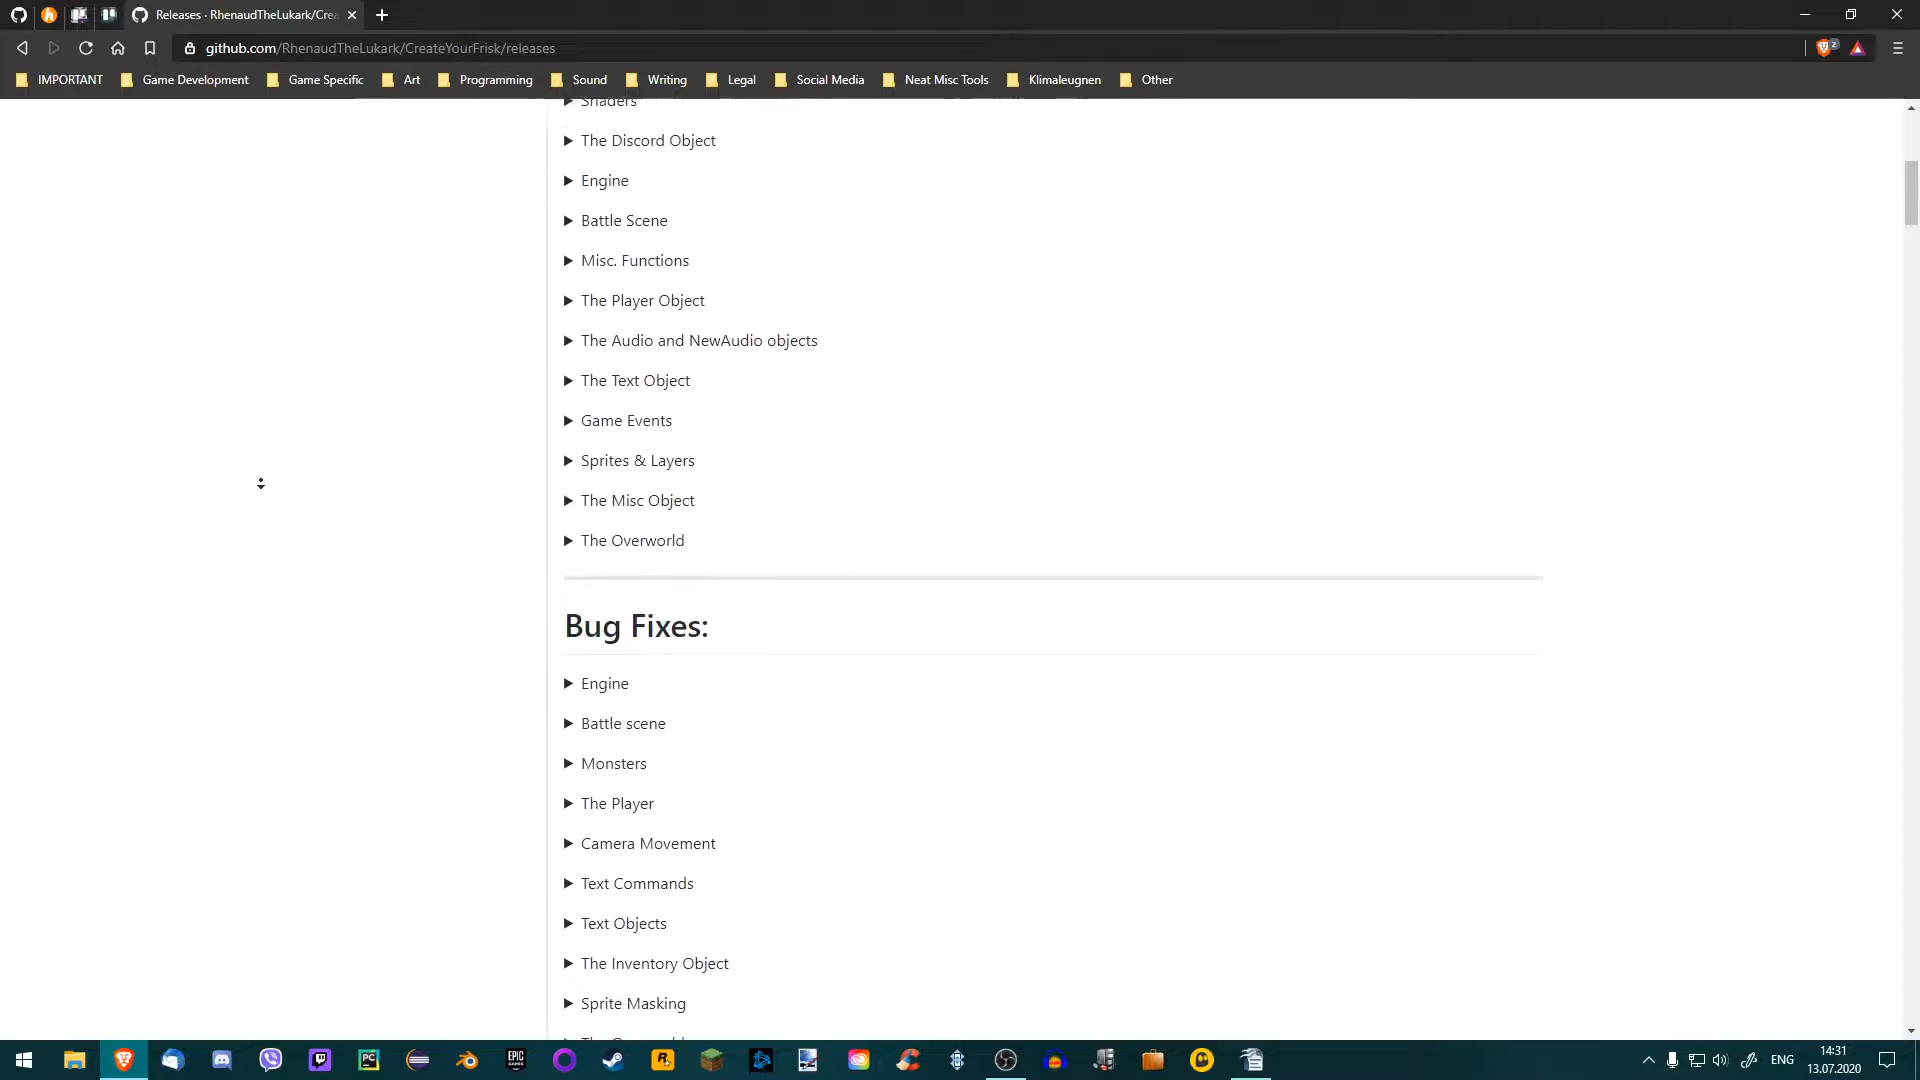 Releases · RhenaudTheLukark/Cre
github.com/RhenaudTheLukark/CreateYourFrisk/releases
2
IMPORTANT Game Development Game Specific Art Programming Sound Writing Legal Social Media Neat Misc Tools Klimaleugnen Other
Shaders
The Discord Object
Engine
Battle Scene
Misc. Functions
The Player Object
The Audio and NewAudio objects
The Text Object
Game Events
Sprites & Layers
The Misc Object
The Overworld
Bug Fixes:
Engine
Battle scene
Monsters
The Player
Camera Movement
Text Commands
Text Objects
The Inventory Object
Sprite Masking
ENG
14:31
13.07.2020